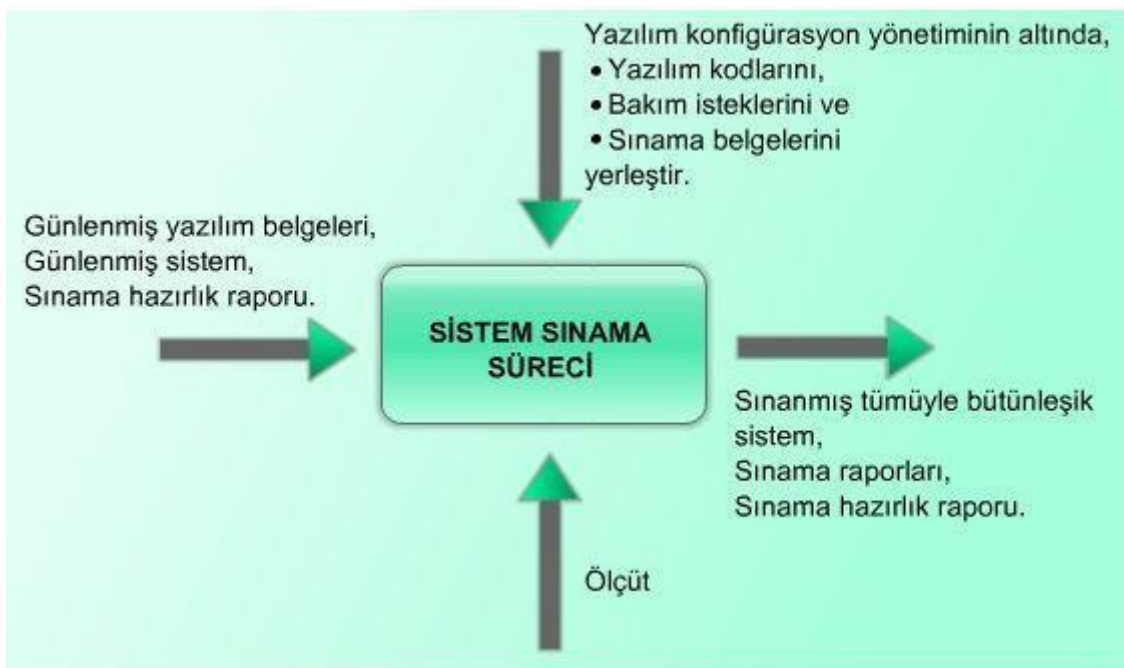 Yazılım konfigürasyon yönetiminin altında,
• Yazılım kodlarını,
• Bakım isteklerini ve
• Sınama belgelerini
yerleştir.
Günlenmiş yazılım belgeleri,
Günlenmiş sistem,
Sınama hazırlık raporu.
SİSTEM SINAMA
SÜRECİ
Sınanmış tümüyle bütünleşik
sistem,
Sınama raporları,
Sınama hazırlık raporu.
Ölçüt